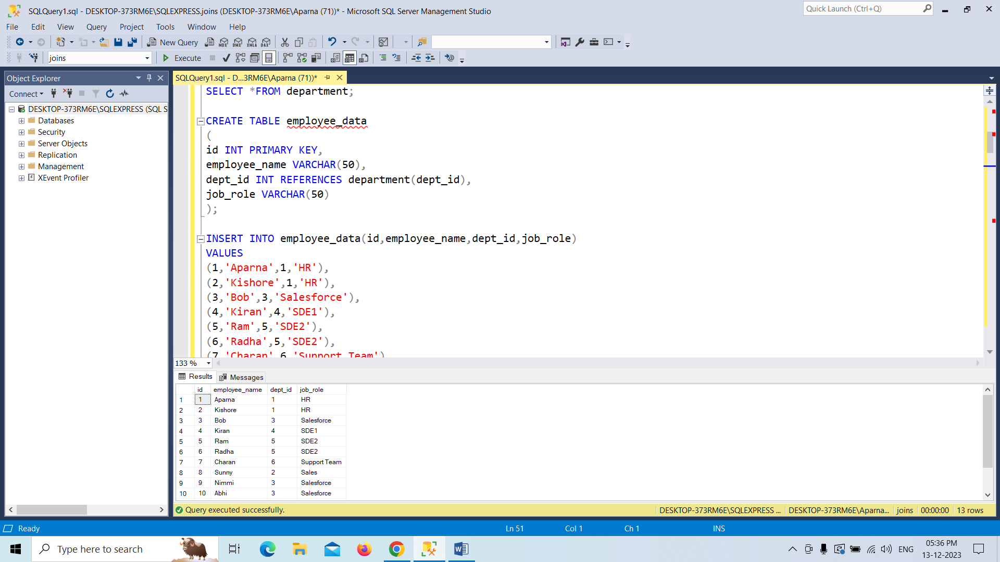 SQLQuery1.sql - DESKTOP-373RM6E\SQLEXPRESS.joins (DESKTOP-373RM6E\Aparna (71))* - Microsoft SQL Server Management Studio
Quick Launch (Ctrl+Q)
File Edit View Query Project Tools Window Help
New Query MDX DMX XMLA DAX
joins Execute
Object Explorer
SQLQuery1.sql - D...3RM6E\Aparna (71))*
Connect
DESKTOP-373RM6E\SQLEXPRESS (SQL S
Databases
Security
Server Objects
Replication
Management
XEvent Profiler
SELECT *FROM department;
CREATE TABLE employee_data
(
id INT PRIMARY KEY,
employee_name VARCHAR(50),
dept_id INT REFERENCES department(dept_id),
job_role VARCHAR(50)
);
INSERT INTO employee_data(id,employee_name,dept_id,job_role)
VALUES
(1,'Aparna',1,'HR'),
(2,'Kishore',1,'HR'),
(3,'Bob',3,'Salesforce'),
(4,'Kiran',4,'SDE1'),
(5,'Ram',5,'SDE2'),
(6,'Radha',5,'SDE2'),
(7,'Charan',6,'Support Team')
133 %
Results Messages
id employee_name dept_id job_role
1 1 Aparna 1 HR
2 2 Kishore 1 HR
3 3 Bob 3 Salesforce
4 4 Kiran 4 SDE1
5 5 Ram 5 SDE2
6 6 Radha 5 SDE2
7 7 Charan 6 Support Team
8 8 Sunny 2 Sales
9 9 Nimmi 3 Salesforce
10 10 Abhi 3 Salesforce
Query executed successfully. DESKTOP-373RM6E\SQLEXPRESS ... DESKTOP-373RM6E\Aparna... joins 00:00:00 13 rows
Ready Ln 51 Col 1 Ch 1 INS
Type here to search
ENG
05:36 PM
13-12-2023